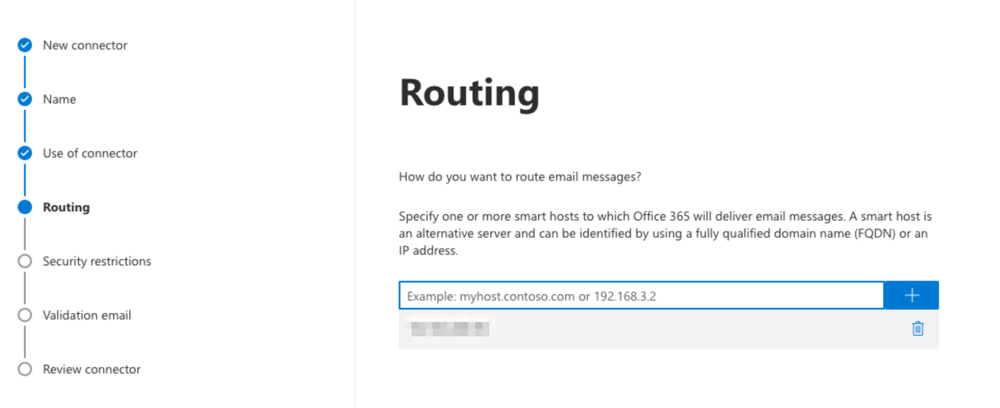 New connector
Name
Use of connector
Routing
Security restrictions
Validation email
Review connector
Routing
How do you want to route email messages?
Specify one or more smart hosts to which Office 365 will deliver email messages. A smart host is
an alternative server and can be identified by using a fully qualified domain name (FQDN) or an
IP address.
Example: myhost.contoso.com or 192.168.3.2